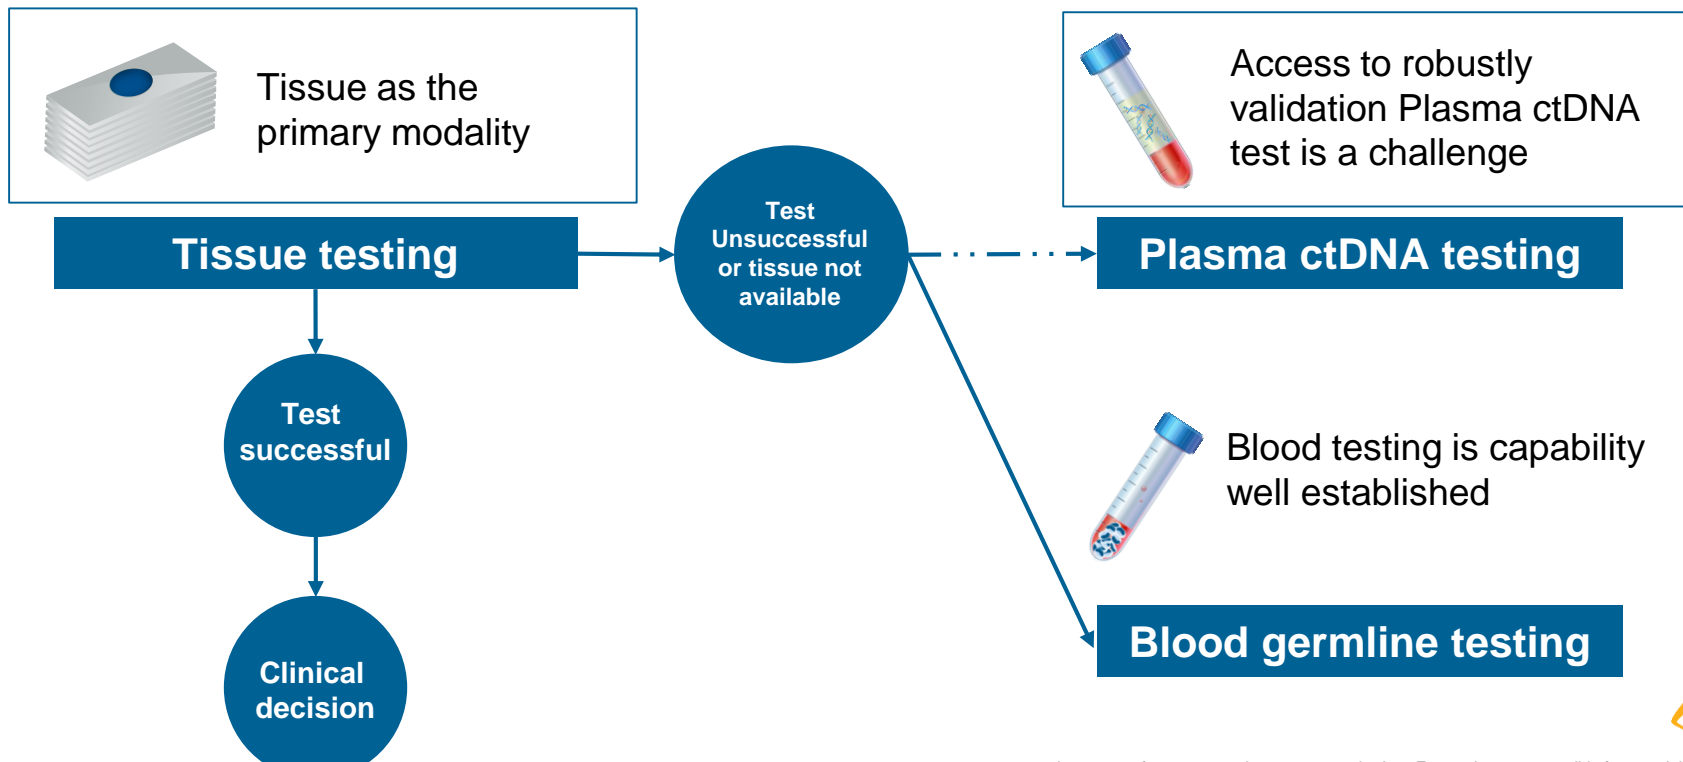 Tissue as the
primary modality
Access to robustly
validation Plasma ctDNA
test is a challenge
Tissue testing
Test
Unsuccessful
or tissue not
available
Plasma ctDNA testing
Test
successful
Blood testing is capability
well established
Clinical
decision
Blood germline testing